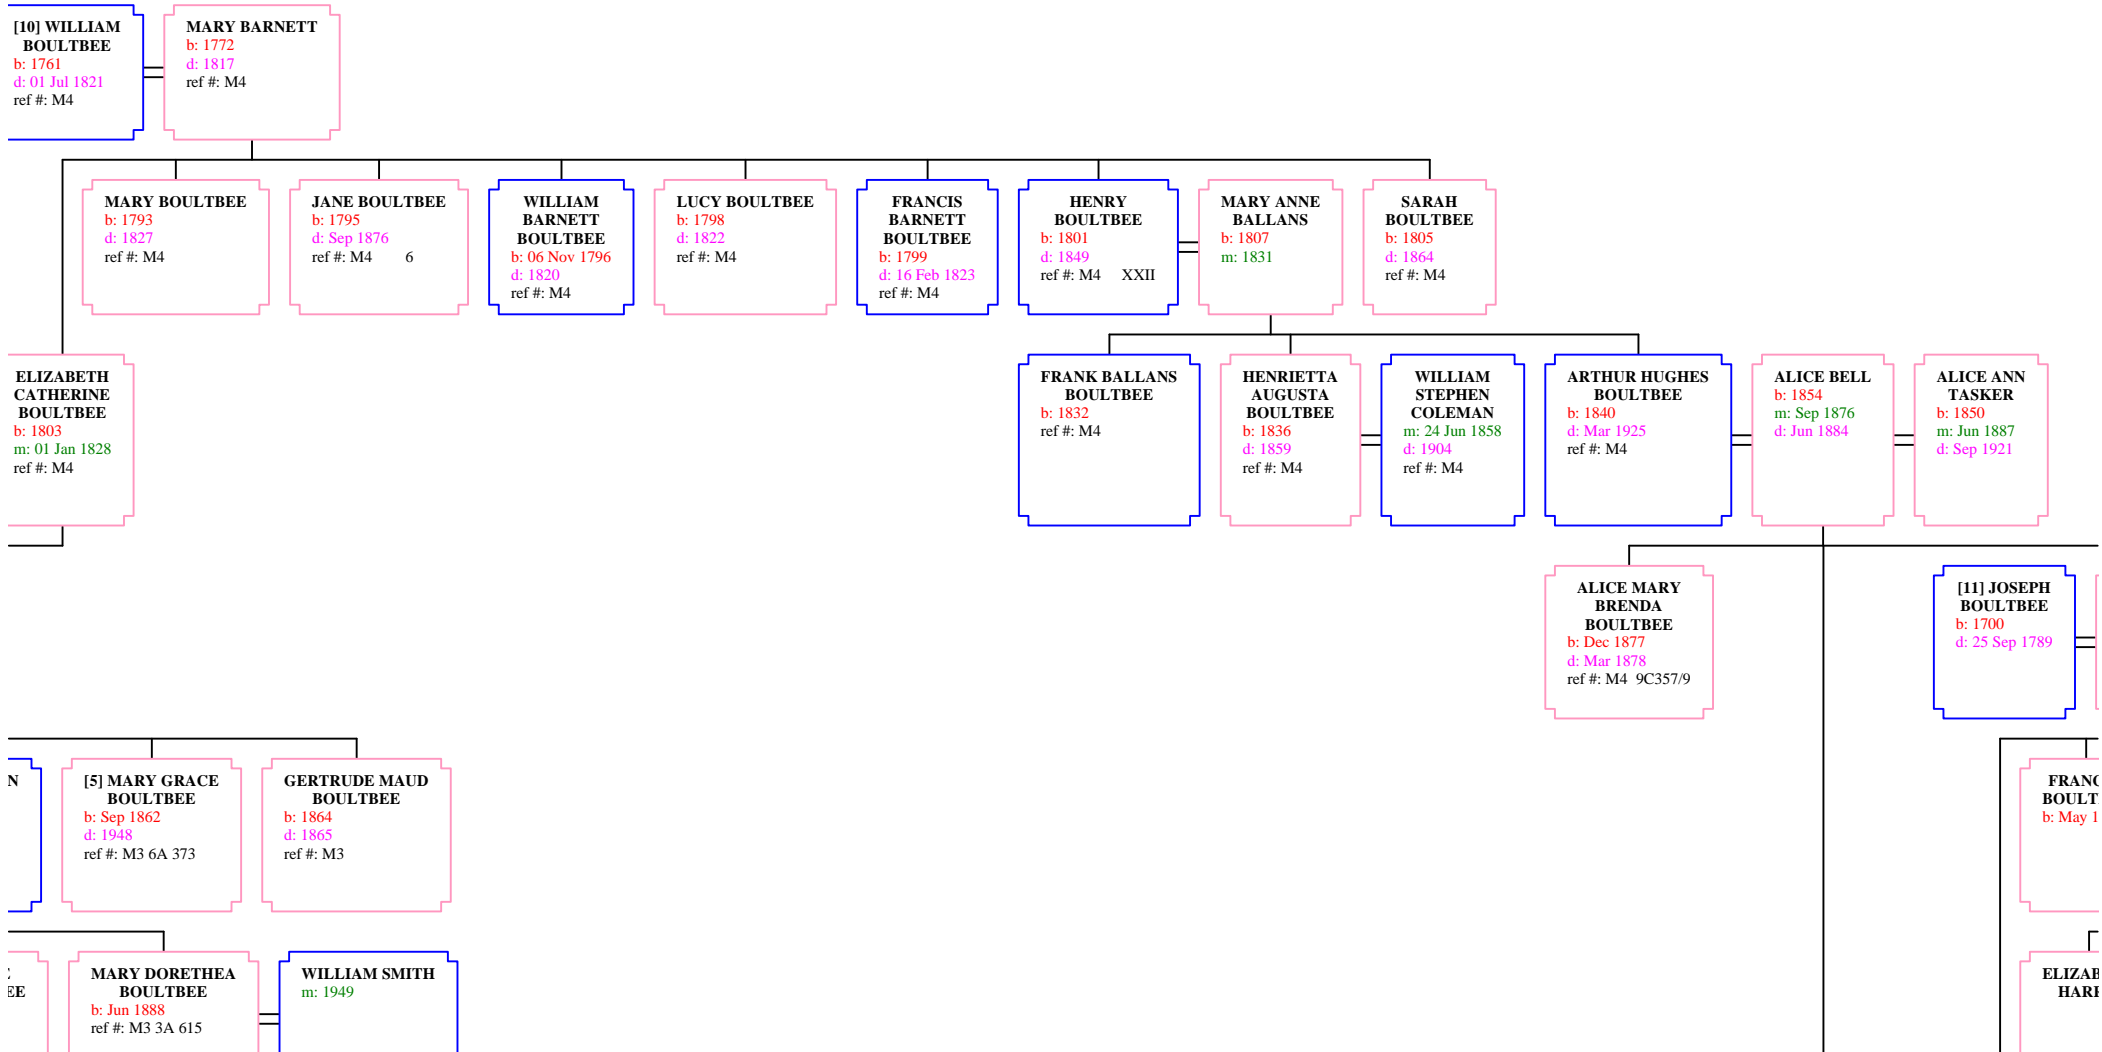 [10] WILLIAM
BOULTBEE
b: 1761
d: 01 Jul 1821
ref #: M4
MARY BARNETT
b: 1772
d: 1817
ref #: M4
MARY BOULTBEE
b: 1793
d: 1827
ref #: M4
JANE BOULTBEE
b: 1795
d: Sep 1876
ref #: M4 6
WILLIAM
BARNETT
BOULTBEE
b: 06 Nov 1796
d: 1820
ref #: M4
LUCY BOULTBEE
b: 1798
d: 1822
ref #: M4
FRANCIS
BARNETT
BOULTBEE
b: 1799
d: 16 Feb 1823
ref #: M4
HENRY
BOULTBEE
b: 1801
d: 1849
ref #: M4 XXII
MARY ANNE
BALLANS
b: 1807
m: 1831
SARAH
BOULTBEE
b: 1805
d: 1864
ref #: M4
ELIZABETH
CATHERINE
BOULTBEE
b: 1803
m: 01 Jan 1828
ref #: M4
FRANK BALLANS
BOULTBEE
b: 1832
ref #: M4
HENRIETTA
AUGUSTA
BOULTBEE
b: 1836
d: 1859
ref #: M4
WILLIAM
STEPHEN
COLEMAN
m: 24 Jun 1858
d: 1904
ref #: M4
ARTHUR HUGHES
BOULTBEE
b: 1840
d: Mar 1925
ref #: M4
ALICE BELL
b: 1854
m: Sep 1876
d: Jun 1884
ALICE ANN
TASKER
b: 1850
m: Jun 1887
d: Sep 1921
ALICE MARY
BRENDA
BOULTBEE
b: Dec 1877
d: Mar 1878
ref #: M4 9C357/9
[11] JOSEPH
BOULTBEE
b: 1700
d: 25 Sep 1789
N
[5] MARY GRACE
BOULTBEE
b: Sep 1862
d: 1948
ref #: M3 6A 373
GERTRUDE MAUD
BOULTBEE
b: 1864
d: 1865
ref #: M3
FRANC
BOULT
b: May 1
EE
MARY DORETHEA
BOULTBEE
b: Jun 1888
ref #: M3 3A 615
WILLIAM SMITH
m: 1949
ELIZAB
HAR